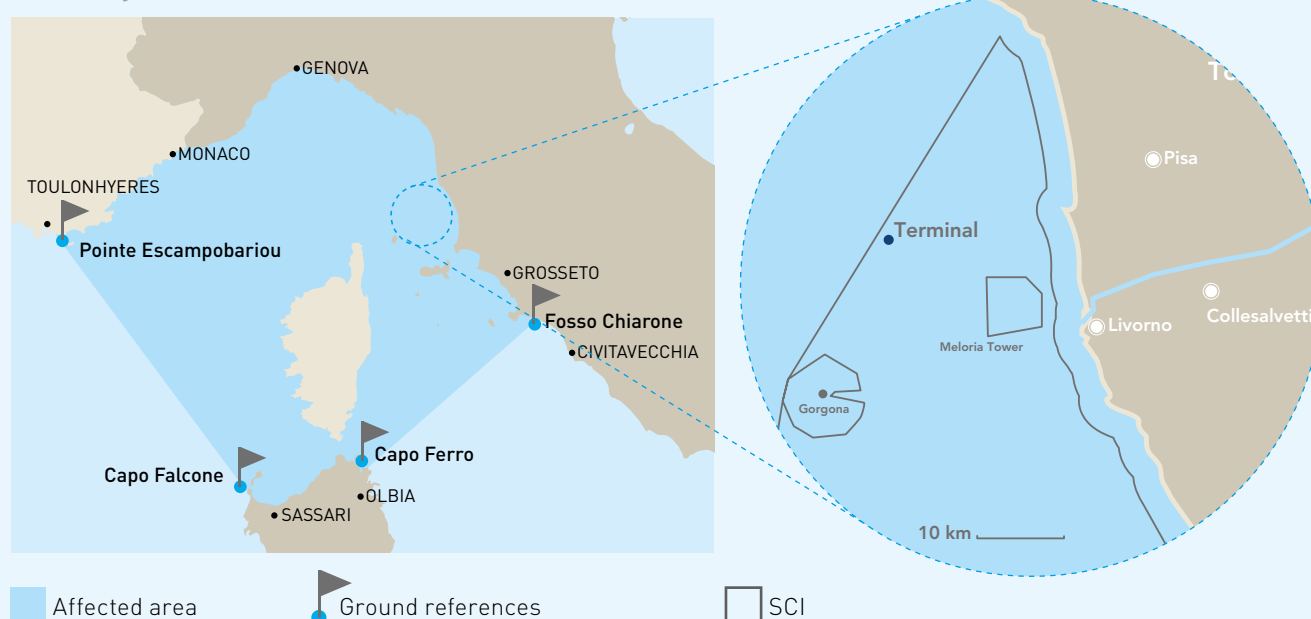 GENOVA
MONACO
TOULONHYERES
Pointe Escampobariou
GROSSETO
Fosso Chiarone
CIVITAVECCHIA
Capo Ferro
Capo Falcone
OLBIA
SASSARI
Pisa
Terminal
Collesalvetti
Livorno
Meloria Tower
Gorgona
10 km
Affected area
Ground references
SCI